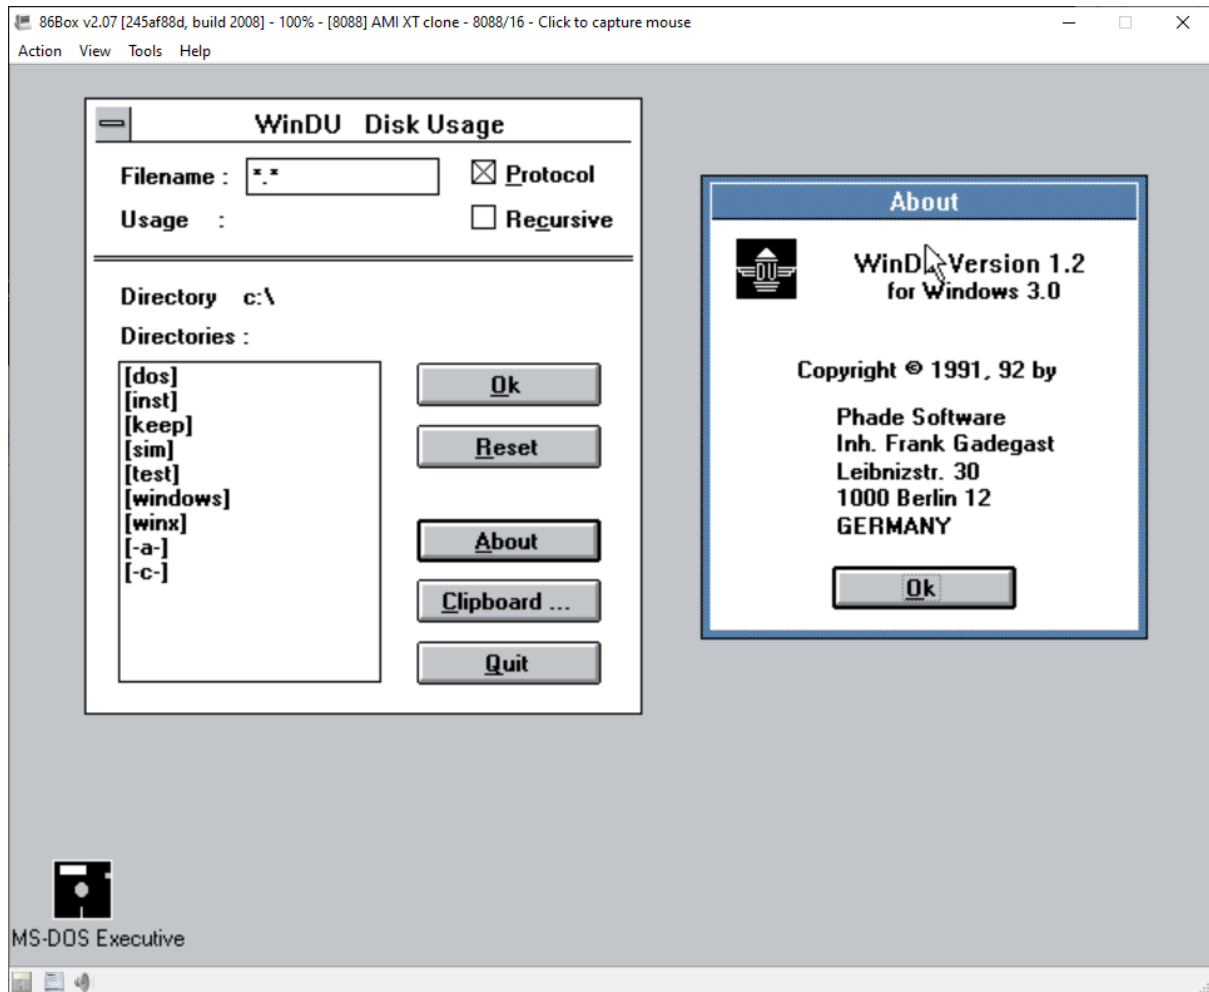 86Box v2.07 [245af88d, build 2008] - 100% - [8088] AMI XT clone - 8088/16 - Click to capture mouse
Action View Tools Help
WinDU Disk Usage
Filename : *.*
Protocol
Usage :
Recursive
Directory c:\
Directories :
[dos]
[inst]
[keep]
[sim]
[test]
[windows]
[winx]
[-a-]
[-c-]
Ok
Reset
About
Clipboard ...
Quit
About
DU
WinD Version 1.2
for Windows 3.0
Copyright © 1991, 92 by
Phade Software
Inh. Frank Gadegast
Leibnizstr. 30
1000 Berlin 12
GERMANY
Ok
MS-DOS Executive